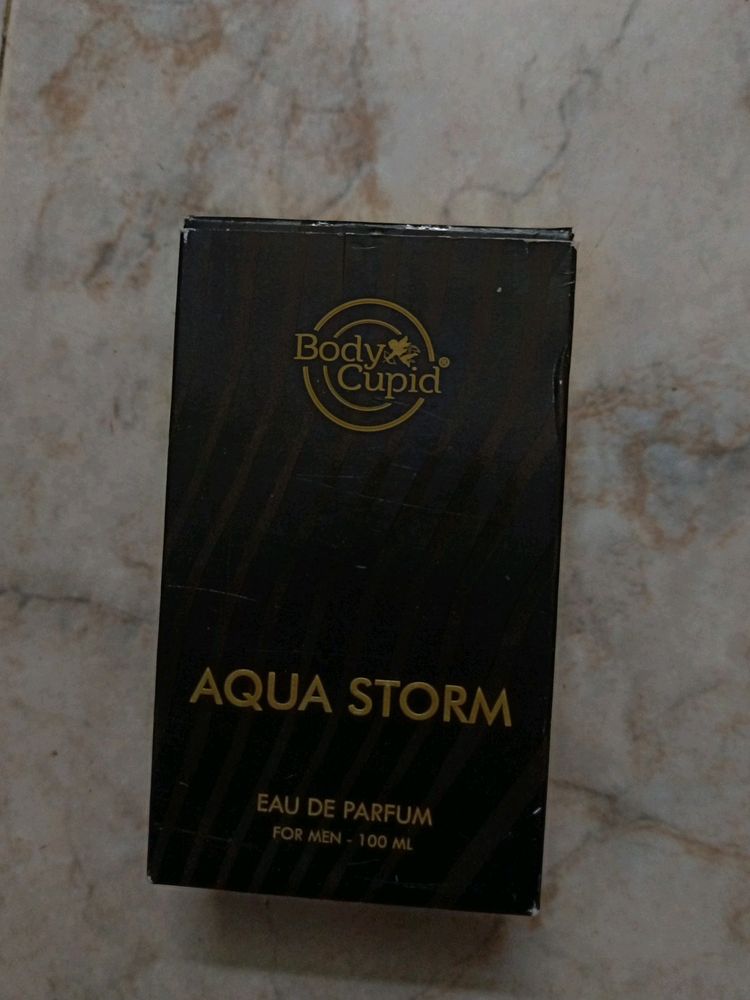 Body
Cupid®
AQUA STORM
EAU DE PARFUM
FOR MEN - 100 ML